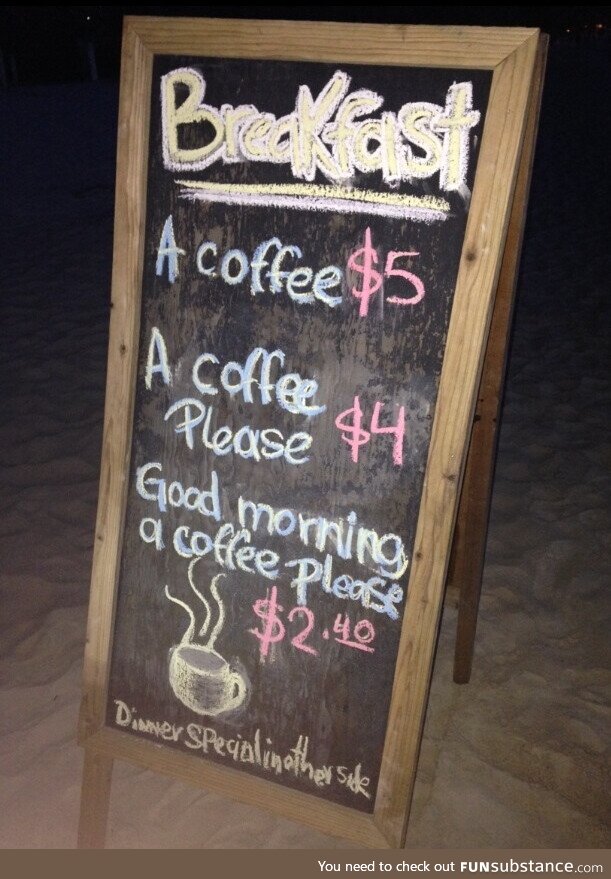 Breakfast
A coffee $5
A coffee
Please $4
Good morning,
a coffee please
$2.40
Dinner Special in other side
You need to check out FUNsubstance.com